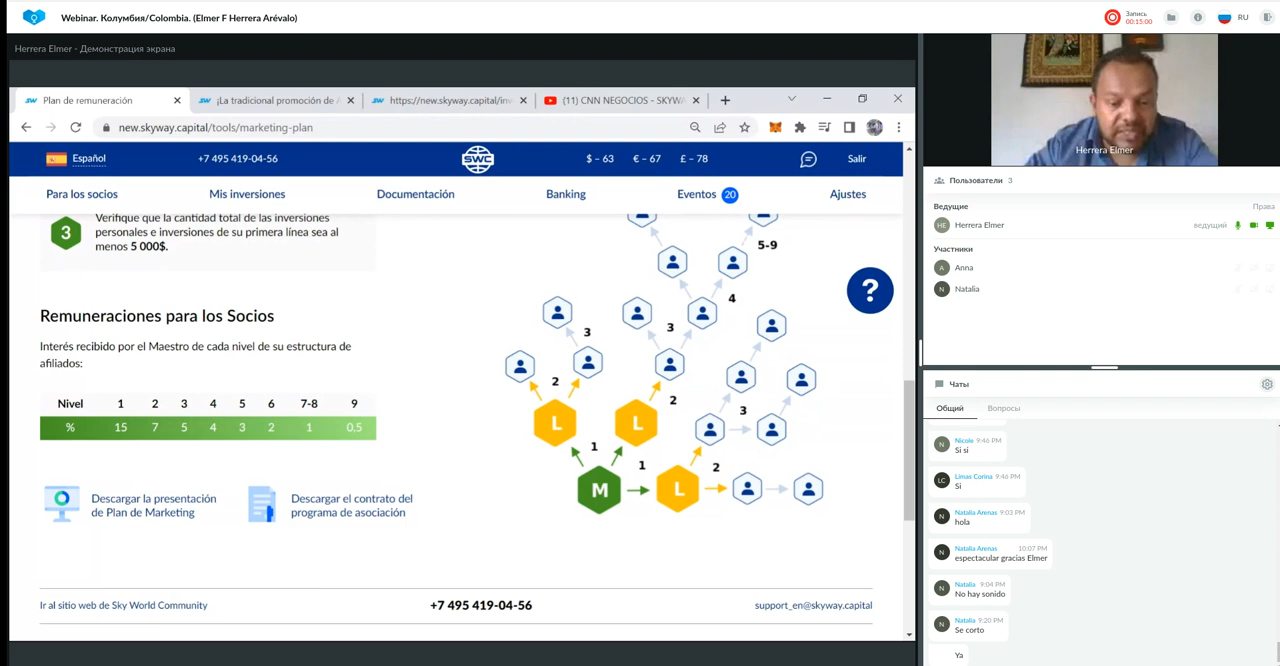 Webinar. Колумбия/Colombia. (Elmer F Herrera Arévalo)
Запись
00:15:00
RU
Herrera Elmer - Демонстрация экрана
Plan de remuneración
¡La tradicional promoción de A
https://new.skyway.capital/inv
(11) CNN NEGOCIOS - SKYWA
new.skyway.capital/tools/marketing-plan
Español
+7 495 419-04-56
SWC
$ – 63
€ – 67
£ – 78
Salir
Para los socios
Mis inversiones
Documentación
Banking
Eventos 20
Ajustes
3
Verifique que la cantidad total de las inversiones
personales e inversiones de su primera línea sea al
menos 5 000$.
5-9
4
3
3
2
2
3
1
1
2
L
L
M
L
?
Remuneraciones para los Socios
Interés recibido por el Maestro de cada nivel de su estructura de
afiliados:
Nivel 1 2 3 4 5 6 7-8 9
% 15 7 5 4 3 2 1 0,5
Descargar la presentación
de Plan de Marketing
Descargar el contrato del
programa de asociación
Ir al sitio web de Sky World Community
+7 495 419-04-56
support_en@skyway.capital
Herrera Elmer
Пользователи 3
Ведущие
Права
HE
Herrera Elmer
ведущий
Участники
A
Anna
N
Natalia
Чаты
Общий
Вопросы
N
Nicole 9:46 PM
Si si
LC
Limas Corina 9:46 PM
Si
N
Natalia Arenas 9:03 PM
hola
N
Natalia Arenas 10:07 PM
espectacular gracias Elmer
N
Natalia 9:04 PM
No hay sonido
N
Natalia 9:20 PM
Se corto
Ya